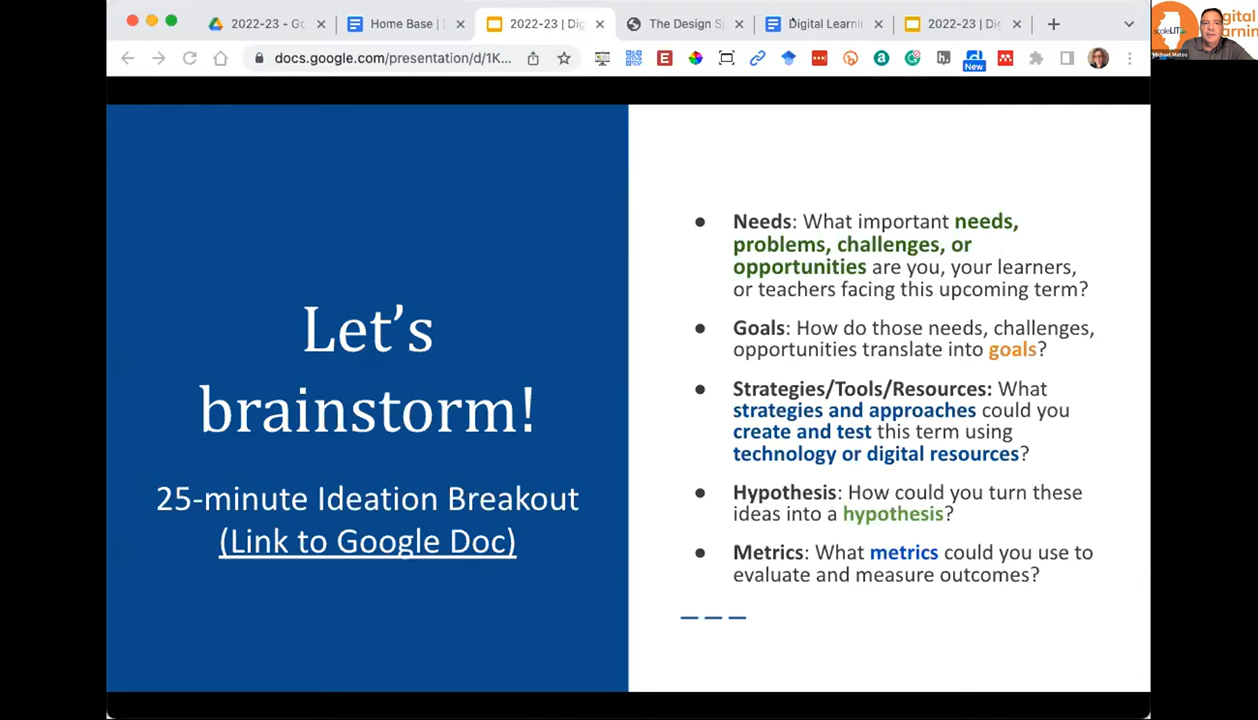 2022-23 - Go
Home Base |
2022-23 | Dig
The Design S
Digital Learni
2022-23 | Dig
docs.google.com/presentation/d/1K...
New
Let's
brainstorm!
25-minute Ideation Breakout
(Link to Google Doc)
● Needs: What important needs,
problems, challenges, or
opportunities are you, your learners,
or teachers facing this upcoming term?
● Goals: How do those needs, challenges,
opportunities translate into goals?
● Strategies/Tools/Resources: What
strategies and approaches could you
create and test this term using
technology or digital resources?
● Hypothesis: How could you turn these
ideas into a hypothesis?
● Metrics: What metrics could you use to
evaluate and measure outcomes?
Michael Matos